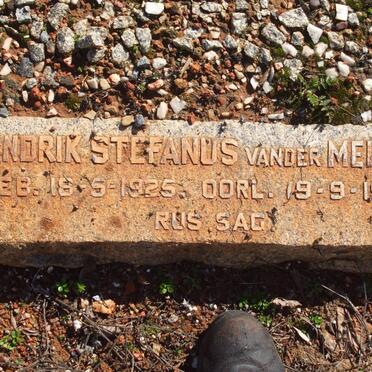 NDRIK STEFANUS VAN DER ME
EB. 18-5-1925. OORL. 19-9-1
RUS SAG